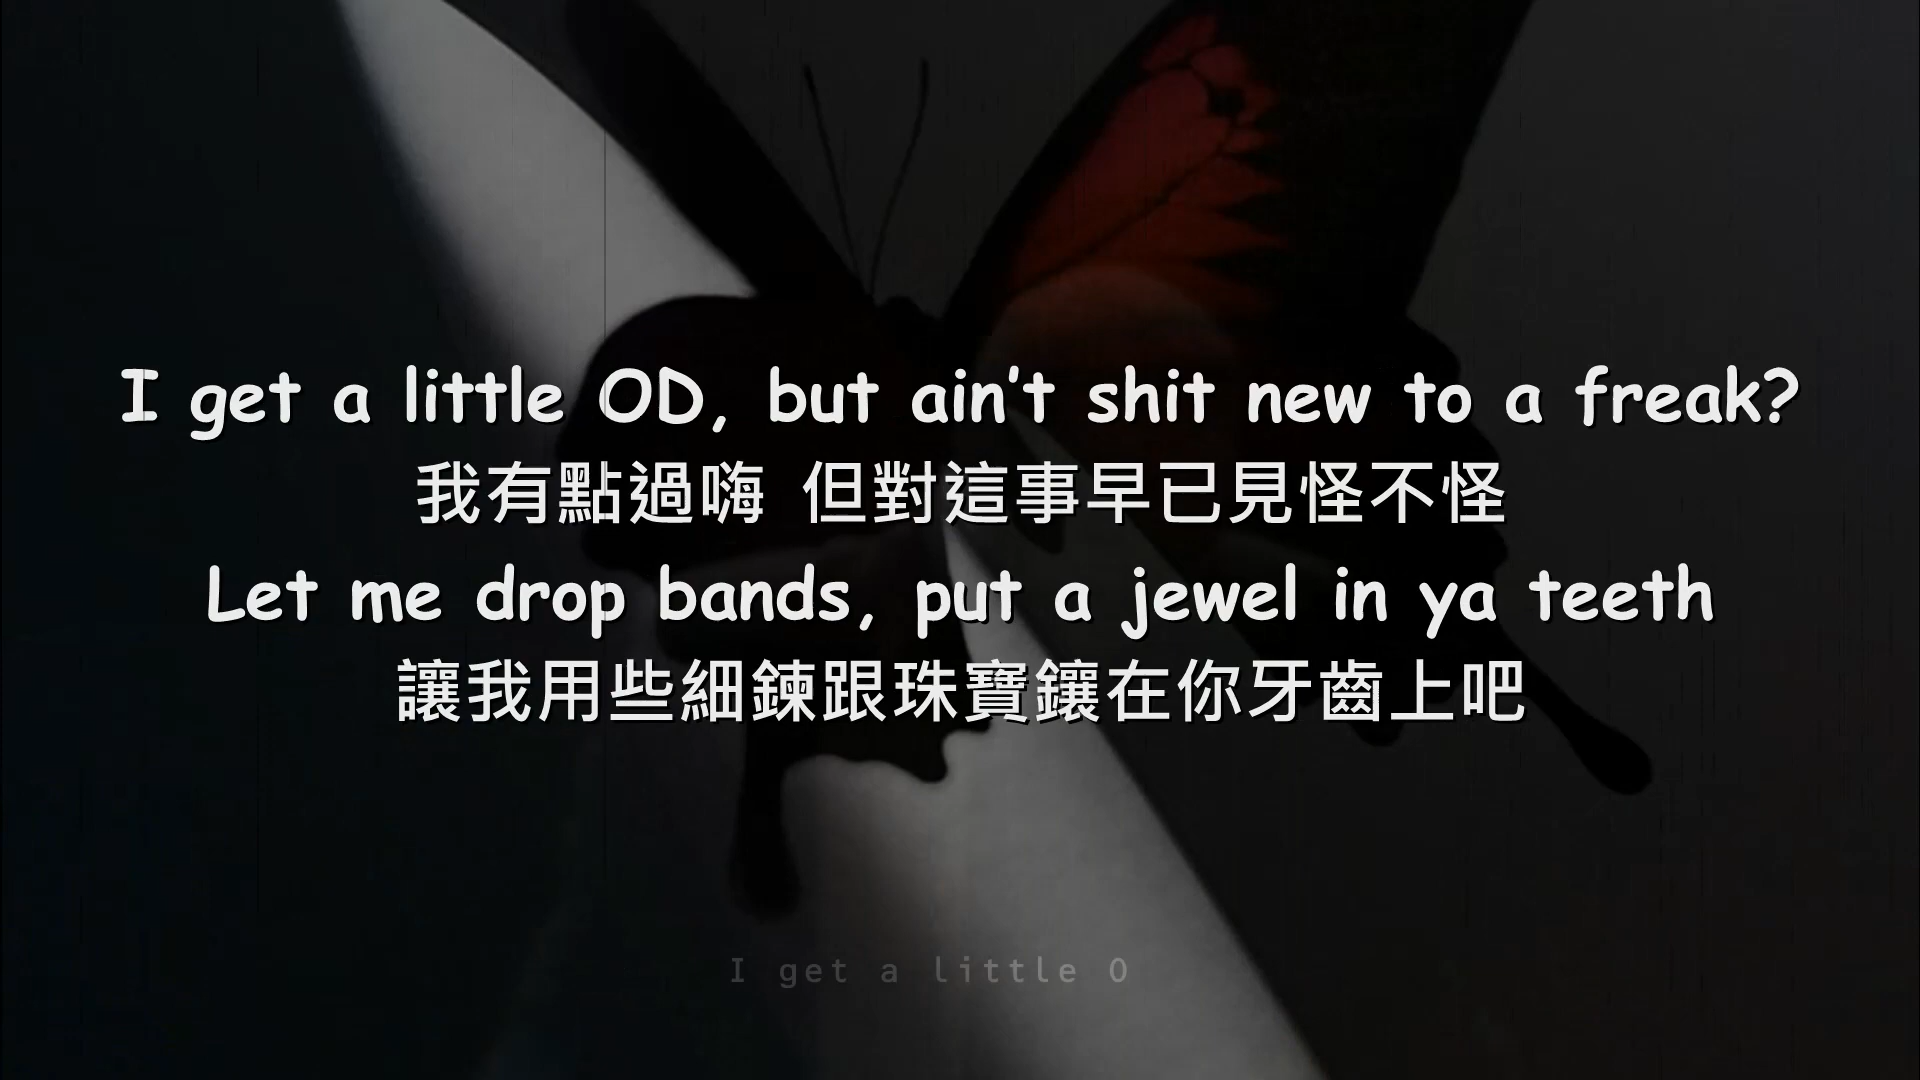 I get a little OD, but ain't shit new to a freak?
我有點過嗨 但對這事早已見怪不怪
Let me drop bands, put a jewel in ya teeth
讓我用些細鍊跟珠寶鑲在你牙齒上吧
I get a little O